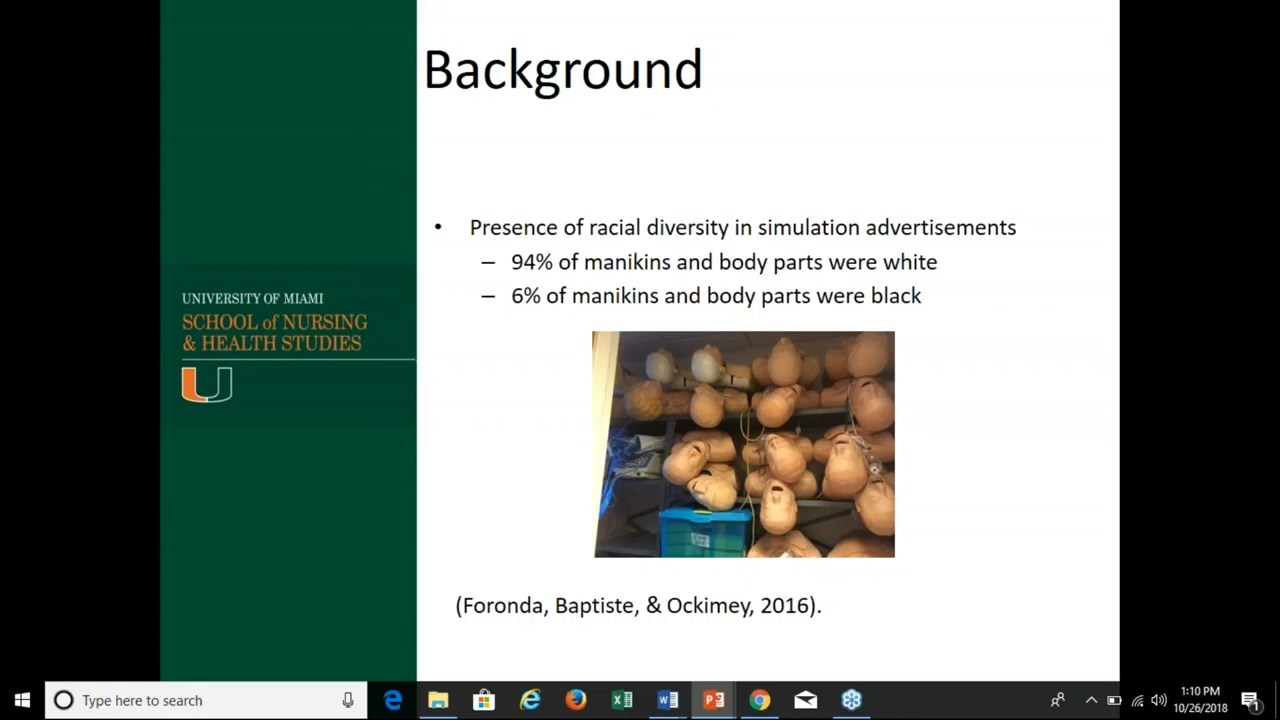 Background
• Presence of racial diversity in simulation advertisements
– 94% of manikins and body parts were white
– 6% of manikins and body parts were black
UNIVERSITY OF MIAMI
SCHOOL of NURSING
& HEALTH STUDIES
U
(Foronda, Baptiste, & Ockimey, 2016).
Type here to search
1:10 PM
10/26/2018
1